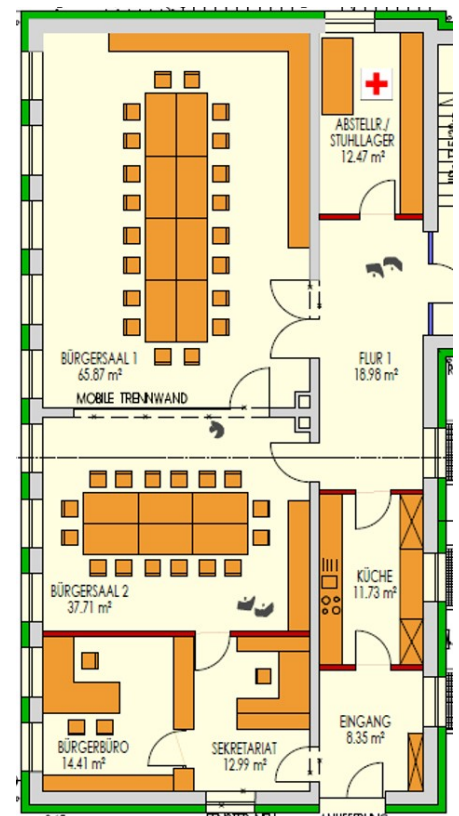 ABSTELLR./
STUHLLAGER
12.47 m²
BÜRGERSAAL 1
65.87 m²
FLUR 1
18.98 m²
MOBILE TRENNWAND
BÜRGERSAAL 2
37.71 m²
KÜCHE
11.73 m²
BÜRGERBÜRO
14.41 m²
SEKRETARIAT
12.99 m²
EINGANG
8.35 m²